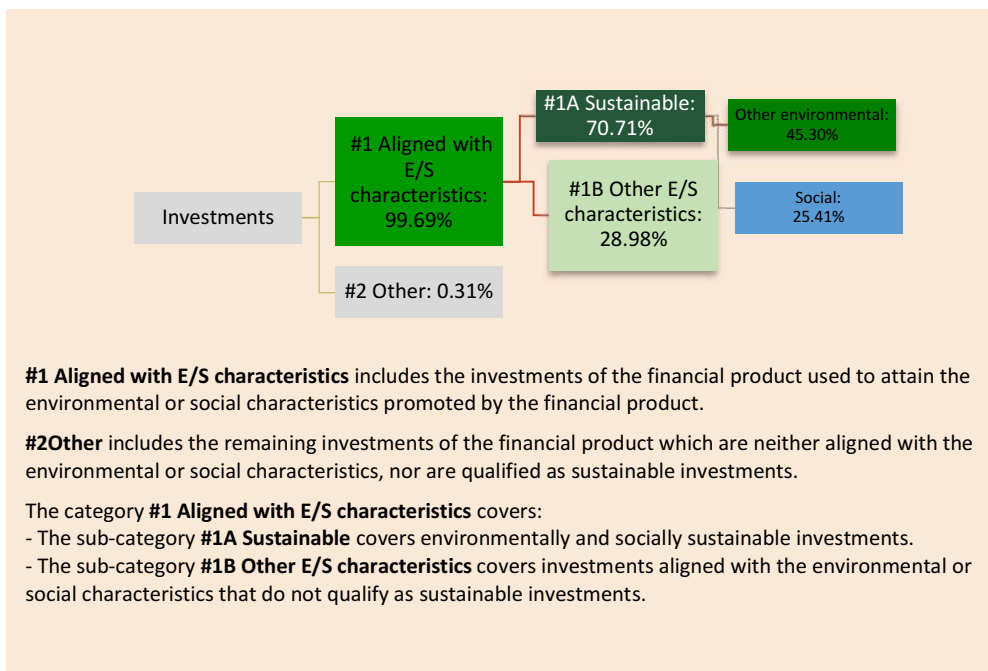 Investments
#1 Aligned with
E/S
characteristics:
99.69%
#2 Other: 0.31%
#1A Sustainable:
70.71%
#1B Other E/S
characteristics:
28.98%
Other environmental:
45.30%
Social:
25.41%
#1 Aligned with E/S characteristics includes the investments of the financial product used to attain the
environmental or social characteristics promoted by the financial product.
#2Other includes the remaining investments of the financial product which are neither aligned with the
environmental or social characteristics, nor are qualified as sustainable investments.
The category #1 Aligned with E/S characteristics covers:
- The sub-category #1A Sustainable covers environmentally and socially sustainable investments.
- The sub-category #1B Other E/S characteristics covers investments aligned with the environmental or
social characteristics that do not qualify as sustainable investments.